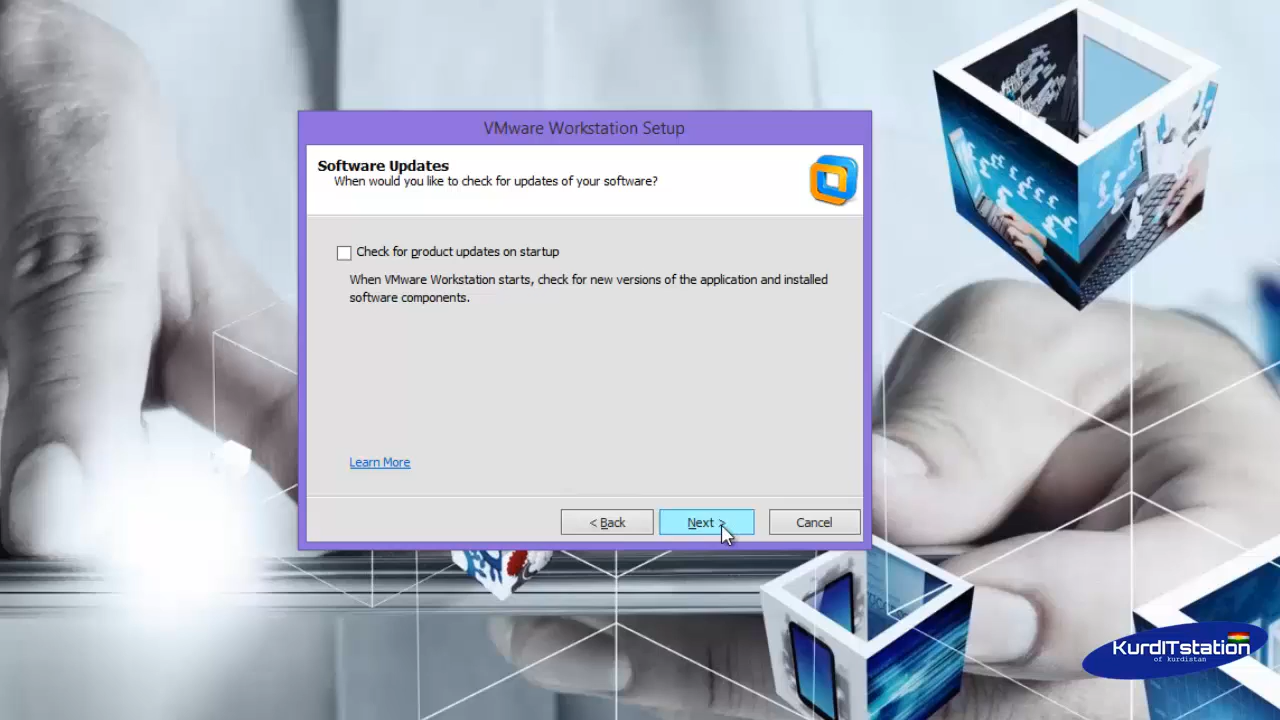 VMware Workstation Setup
Software Updates
When would you like to check for updates of your software?
Check for product updates on startup
When VMware Workstation starts, check for new versions of the application and installed
software components.
Learn More
< Back
Next >
Cancel
KurdITstation
of kurdistan